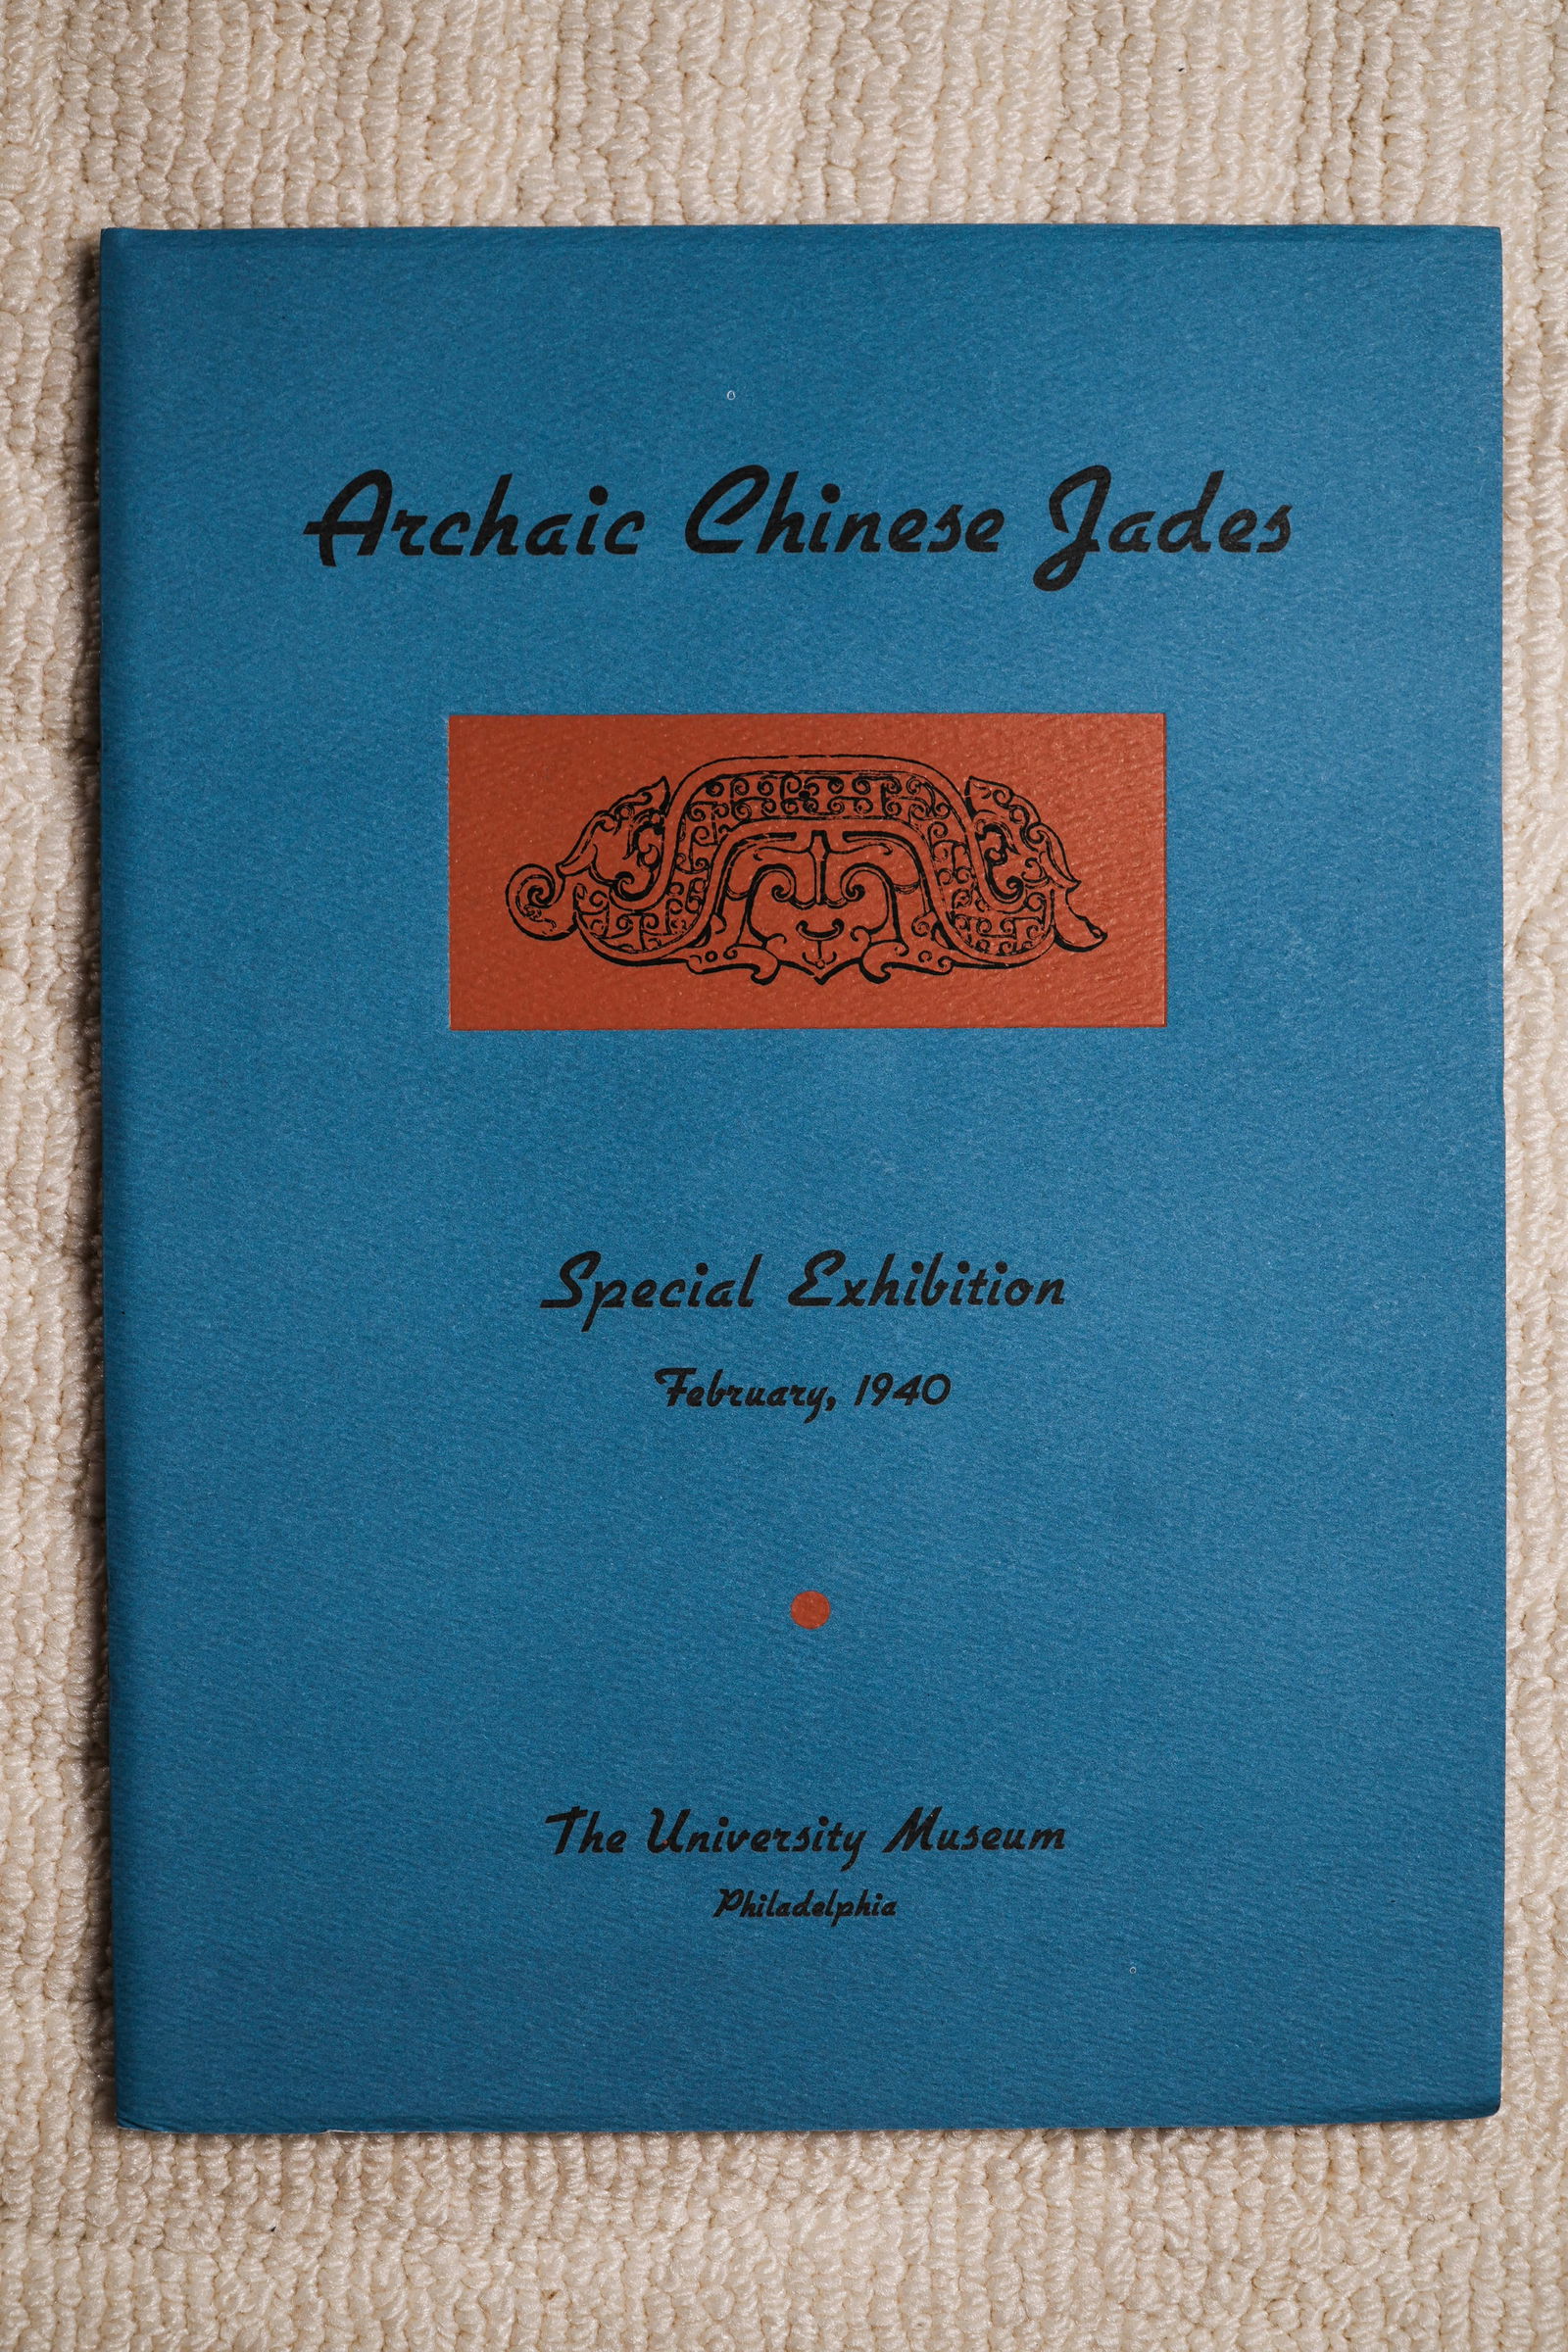 Archaic Chinese Jades
Special Exhibition
February, 1940
The University Museum
Philadelphia